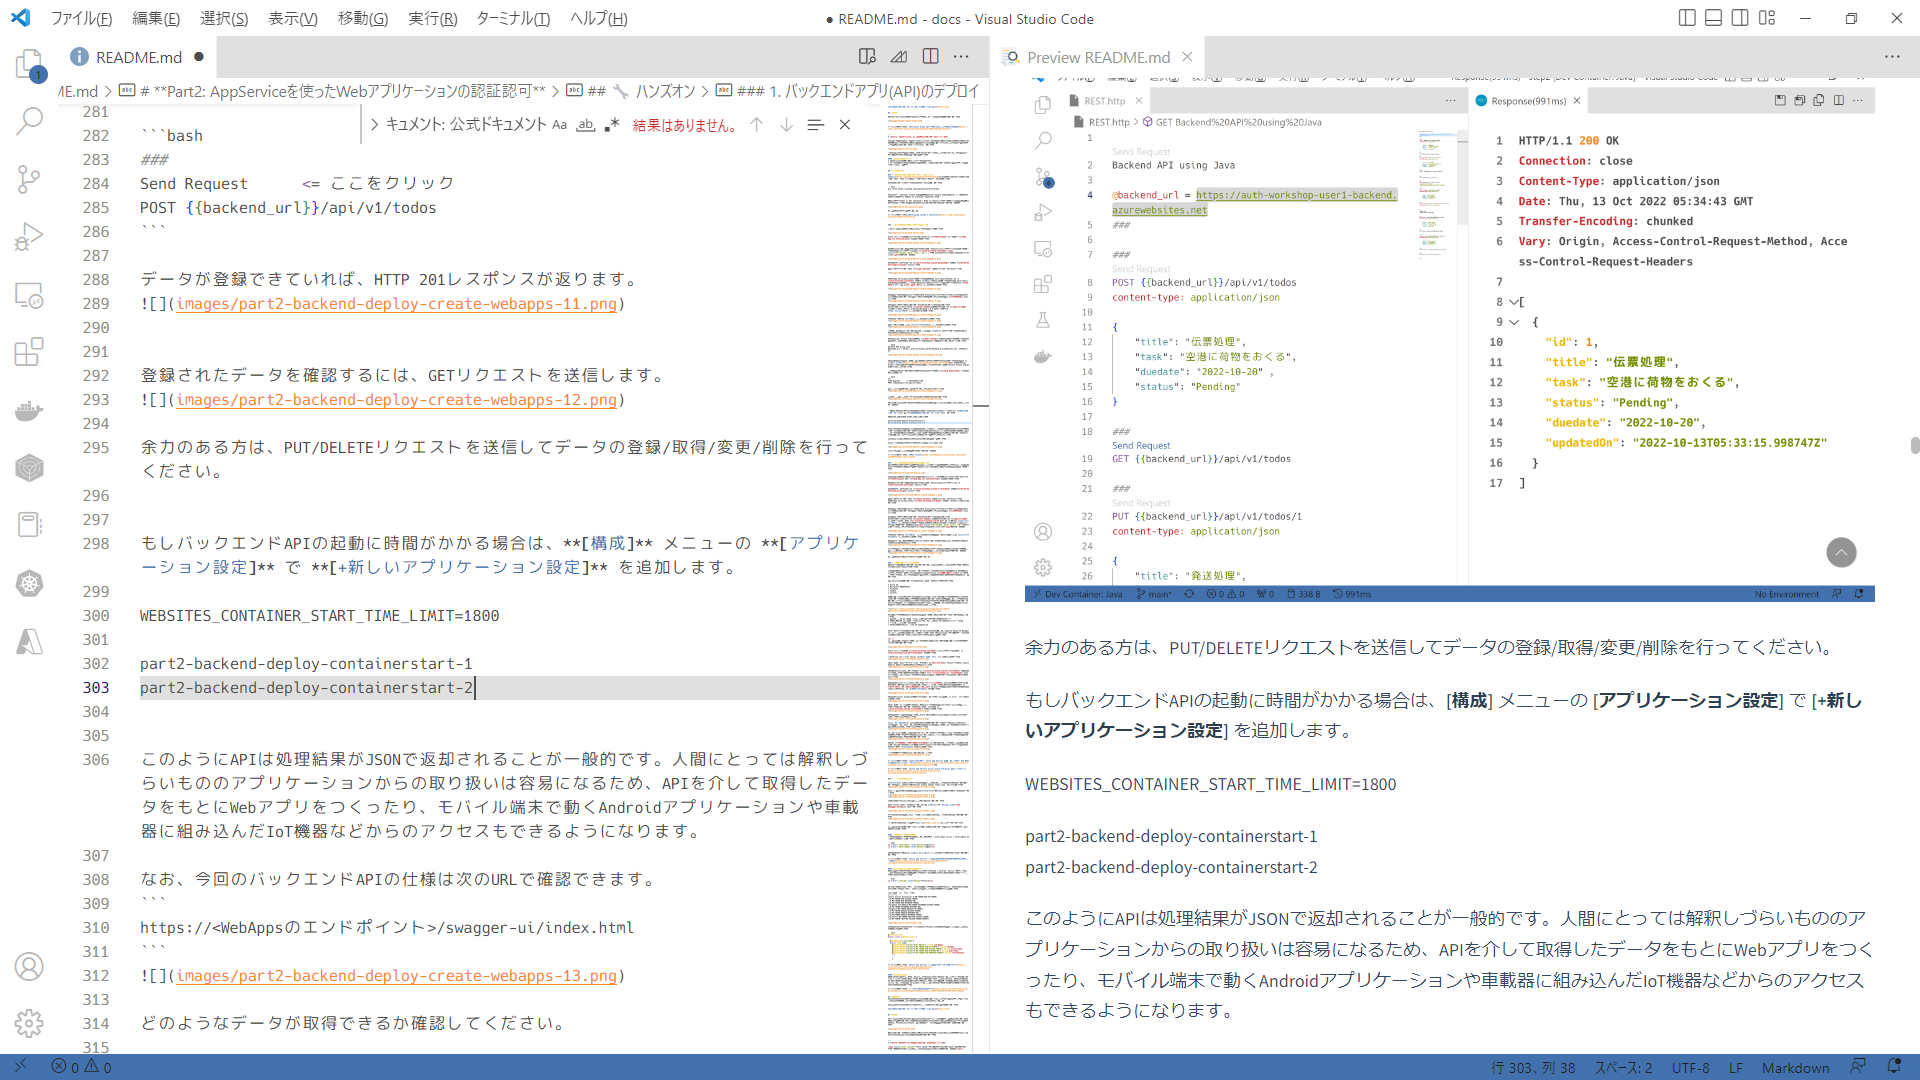 ファイル(F) 編集(E) 選択(S) 表示(V) 移動(G) 実行(R) ターミナル(T) ヘルプ(H)
● README.md - docs - Visual Studio Code
README.md
ME.md > # **Part2: AppServiceを使ったWebアプリケーションの認証認可** > ## ハンズオン > ### 1. バックエンドアプリ(API)のデプロイ
キュメント: 公式ドキュメント Aa ab .* 結果はありません。
281
282 ```bash
283 ###
284 Send Request      <= ここをクリック
285 POST {{backend_url}}/api/v1/todos
286 ```
287
288 データが登録できていれば、HTTP 201レスポンスが返ります。
289 ![](images/part2-backend-deploy-create-webapps-11.png)
290
291
292 登録されたデータを確認するには、GETリクエストを送信します。
293 ![](images/part2-backend-deploy-create-webapps-12.png)
294
295 余力のある方は、PUT/DELETEリクエストを送信してデータの登録/取得/変更/削除を行って
ください。
296
297
298 もしバックエンドAPIの起動に時間がかかる場合は、**[構成]** メニューの **[アプリケ
ーション設定]** で **[+新しいアプリケーション設定]** を追加します。
299
300 WEBSITES_CONTAINER_START_TIME_LIMIT=1800
301
302 part2-backend-deploy-containerstart-1
303 part2-backend-deploy-containerstart-2
304
305
306 このようにAPIは処理結果がJSONで返却されることが一般的です。人間にとっては解釈しづ
らいもののアプリケーションからの取り扱いは容易になるため、APIを介して取得したデー
タをもとにWebアプリをつくったり、モバイル端末で動くAndroidアプリケーションや車載
器に組み込んだIoT機器などからのアクセスもできるようになります。
307
308 なお、今回のバックエンドAPIの仕様は次のURLで確認できます。
309 ```
310 https://<WebAppsのエンドポイント>/swagger-ui/index.html
311 ```
312 ![](images/part2-backend-deploy-create-webapps-13.png)
313
314 どのようなデータが取得できるか確認してください。
315
Preview README.md
REST.http
REST.http > GET Backend%20API%20using%20Java
1
Send Request
2 Backend API using Java
3
4 @backend_url = https://auth-workshop-user1-backend.
azurewebsites.net
5 ###
6
7 ###
Send Request
8 POST {{backend_url}}/api/v1/todos
9 content-type: application/json
10
11 {
12 "title": "伝票処理",
13 "task": "空港に荷物をおくる",
14 "duedate": "2022-10-20" ,
15 "status": "Pending"
16 }
17
18 ###
Send Request
19 GET {{backend_url}}/api/v1/todos
20
21 ###
Send Request
22 PUT {{backend_url}}/api/v1/todos/1
23 content-type: application/json
24
25 {
26 "title": "発送処理",
Response(991ms)
1 HTTP/1.1 200 OK
2 Connection: close
3 Content-Type: application/json
4 Date: Thu, 13 Oct 2022 05:34:43 GMT
5 Transfer-Encoding: chunked
6 Vary: Origin, Access-Control-Request-Method, Acce
ss-Control-Request-Headers
7
8 [
9 {
10 "id": 1,
11 "title": "伝票処理",
12 "task": "空港に荷物をおくる",
13 "status": "Pending",
14 "duedate": "2022-10-20",
15 "updatedOn": "2022-10-13T05:33:15.998747Z"
16 }
17 ]
Dev Container: Java main* 0 0 0 338 B 991ms No Environment
余力のある方は、PUT/DELETEリクエストを送信してデータの登録/取得/変更/削除を行ってください。
もしバックエンドAPIの起動に時間がかかる場合は、[構成] メニューの [アプリケーション設定] で [+新し
いアプリケーション設定] を追加します。
WEBSITES_CONTAINER_START_TIME_LIMIT=1800
part2-backend-deploy-containerstart-1
part2-backend-deploy-containerstart-2
このようにAPIは処理結果がJSONで返却されることが一般的です。人間にとっては解釈しづらいもののア
プリケーションからの取り扱いは容易になるため、APIを介して取得したデータをもとにWebアプリをつく
ったり、モバイル端末で動くAndroidアプリケーションや車載器に組み込んだIoT機器などからのアクセス
もできるようになります。
0 0 行 303、列 38 スペース: 2 UTF-8 LF Markdown